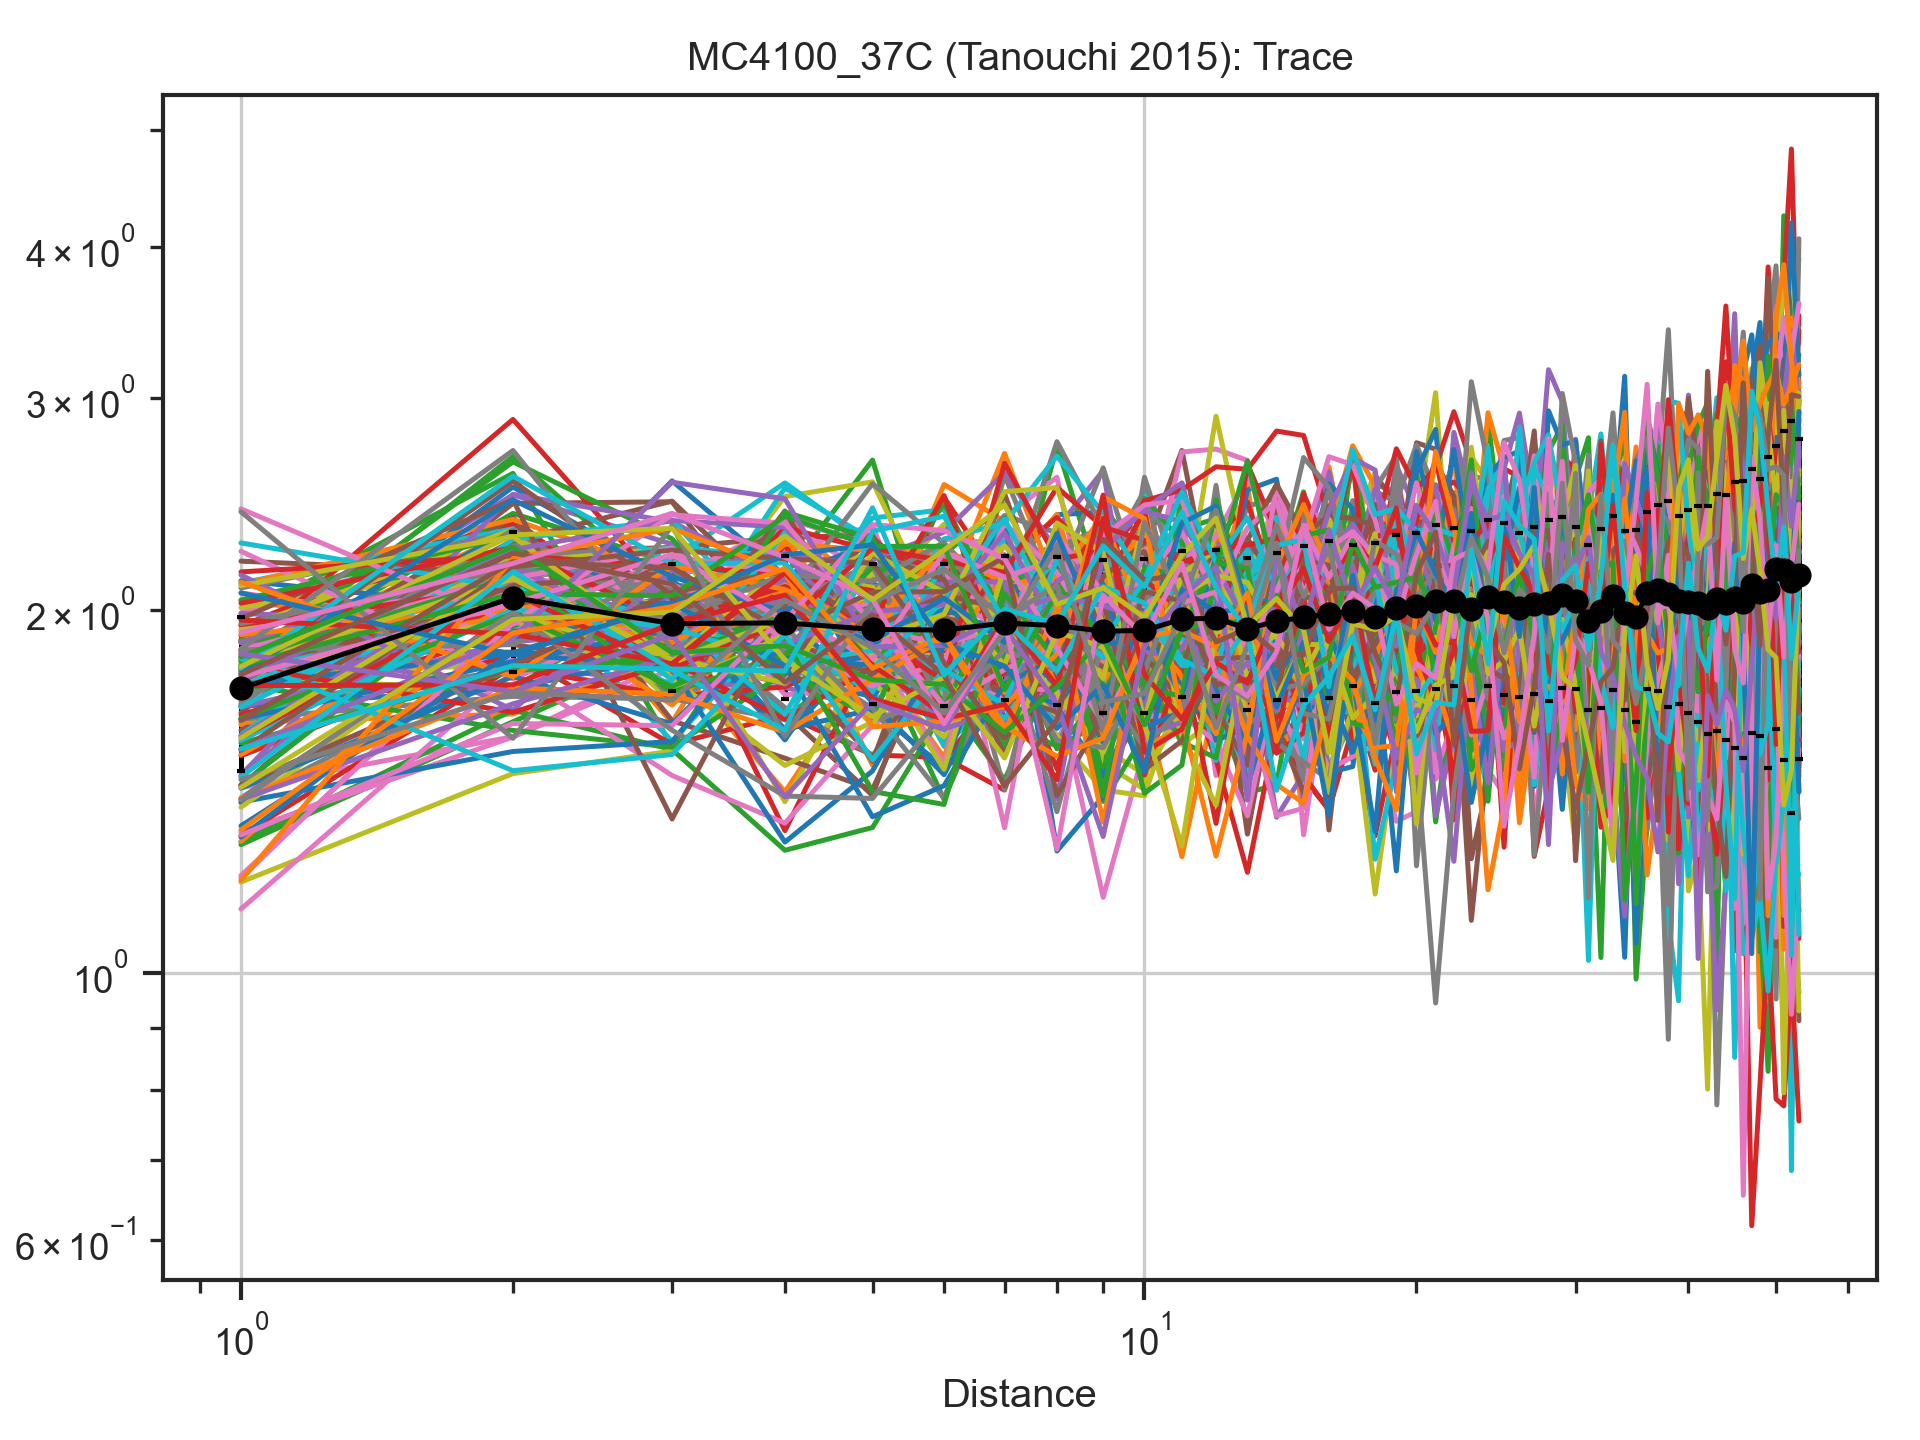 MC4100_37C (Tanouchi 2015): Trace
4 × 10⁰
3 × 10⁰
2 × 10⁰
10⁰
6 × 10⁻¹
10⁰ 10¹
Distance